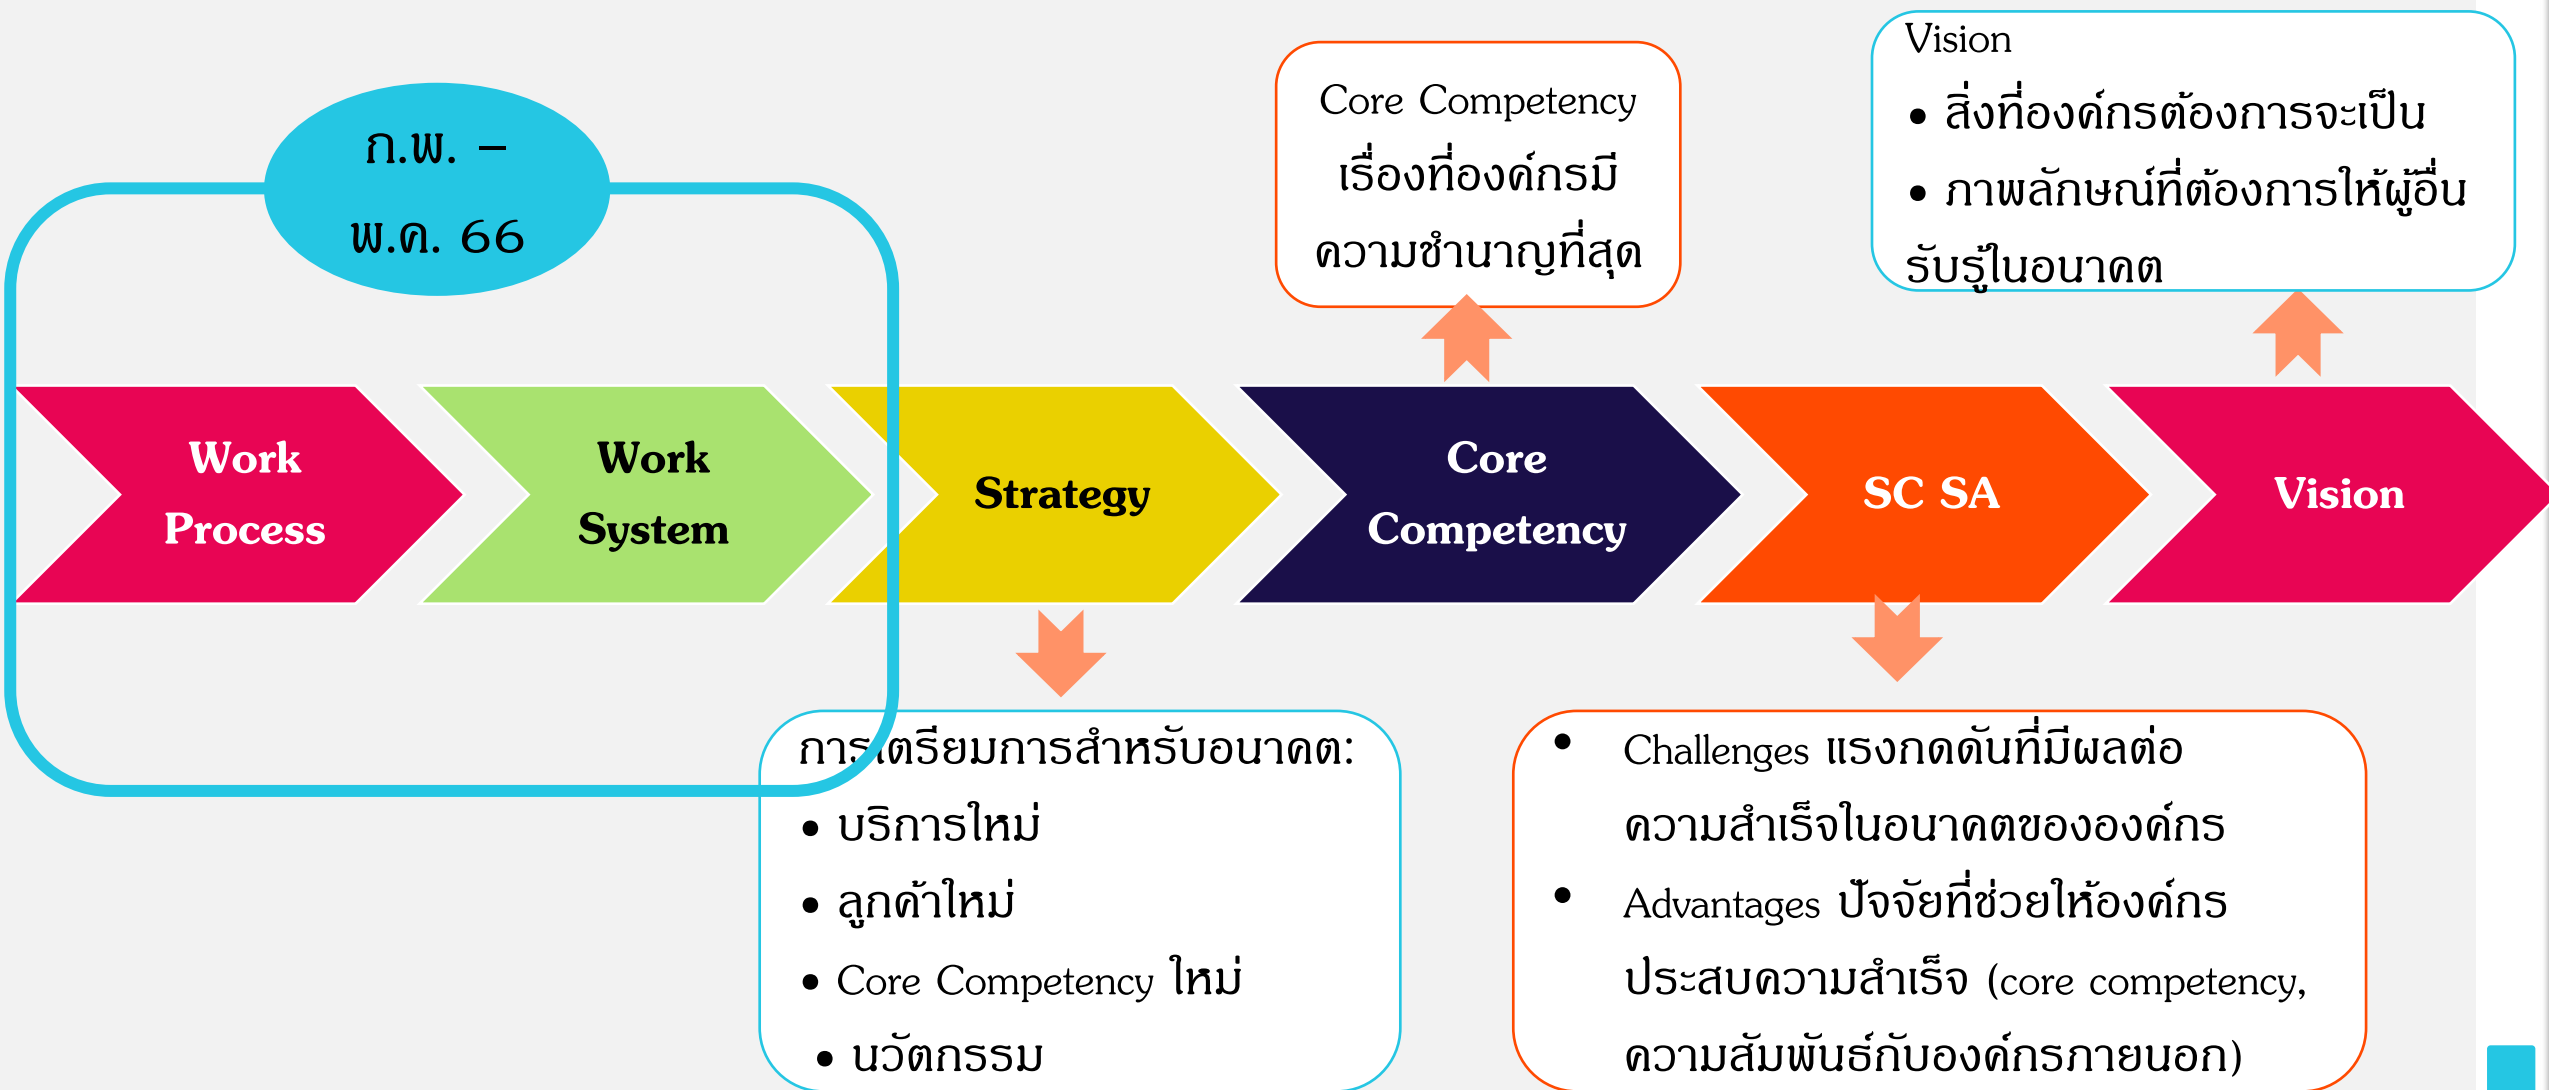 ก.พ. –
พ.ค. 66
Core Competency
เรื่องที่องค์กรมี
ความชำนาญที่สุด
Vision
• สิ่งที่องค์กรต้องการจะเป็น
• ภาพลักษณ์ที่ต้องการให้ผู้อื่น
รับรู้ในอนาคต
Work
Process
Work
System
Strategy
Core
Competency
SC SA
Vision
การเตรียมการสำหรับอนาคต:
• บริการใหม่
• ลูกค้าใหม่
• Core Competency ใหม่
• นวัตกรรม
• Challenges แรงกดดันที่มีผลต่อ
ความสำเร็จในอนาคตขององค์กร
• Advantages ปัจจัยที่ช่วยให้องค์กร
ประสบความสำเร็จ (core competency,
ความสัมพันธ์กับองค์กรภายนอก)